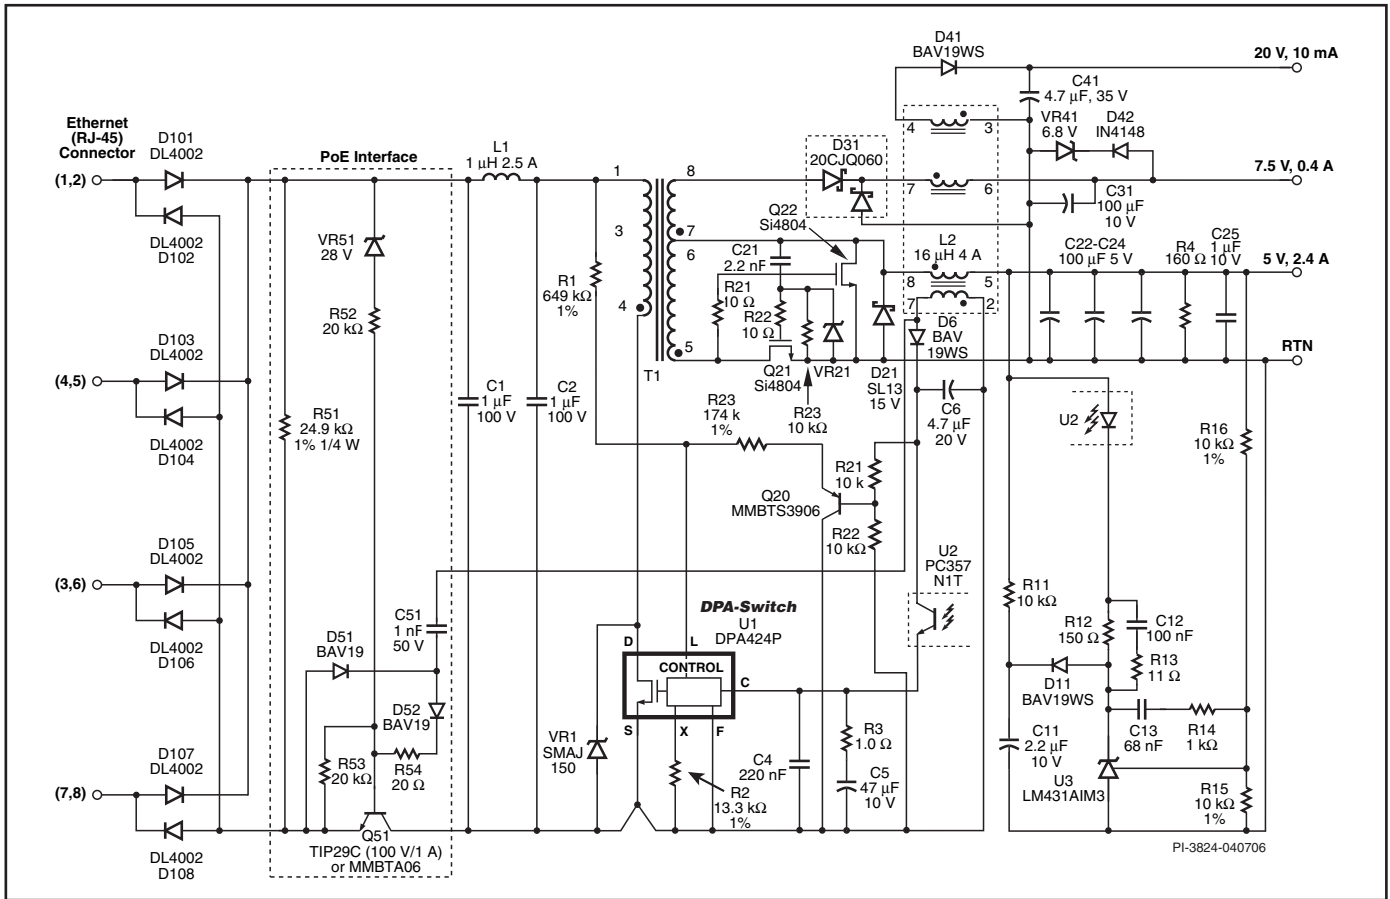 D41
BAV19WS
20 V, 10 mA
C41
4.7 µF, 35 V
Ethernet
(RJ-45)
Connector
D101
DL4002
PoE Interface
L1
1 µH 2.5 A
D31
20CJQ060
4
3
VR41
6.8 V
D42
IN4148
(1,2)
1
8
7
6
7.5 V, 0.4 A
DL4002
D102
VR51
28 V
3
7
6
Q22
Si4804
C21
2.2 nF
C31
100 µF
10 V
L2
16 µH 4 A
C22-C24
100 µF 5 V
R4
160 Ω
C25
1 µF
10 V
5 V, 2.4 A
R1
649 kΩ
1%
R21
10 Ω
R22
10 Ω
8
5
7
2
R52
20 kΩ
4
D6
BAV
19WS
D103
DL4002
5
T1
Q21
Si4804
VR21
D21
SL13
15 V
RTN
(4,5)
DL4002
D104
R51
24.9 kΩ
1% 1/4 W
C1
1 µF
100 V
C2
1 µF
100 V
R23
174 k
1%
R23
10 kΩ
C6
4.7 µF
20 V
U2
R16
10 kΩ
1%
Q20
MMBTS3906
R21
10 k
R22
10 kΩ
D105
DL4002
(3,6)
DL4002
D106
U2
PC357
N1T
R11
10 kΩ
R12
150 Ω
C12
100 nF
R13
11 Ω
C51
1 nF
50 V
DPA-Switch
U1
DPA424P
D51
BAV19
D
L
CONTROL
C
S
X
F
D52
BAV19
D11
BAV19WS
C13
68 nF
R14
1 kΩ
D107
DL4002
(7,8)
DL4002
D108
R53
20 kΩ
R54
20 Ω
VR1
SMAJ
150
R2
13.3 kΩ
1%
C4
220 nF
R3
1.0 Ω
C5
47 µF
10 V
C11
2.2 µF
10 V
U3
LM431AIM3
R15
10 kΩ
1%
Q51
TIP29C (100 V/1 A)
or MMBTA06
PI-3824-040706